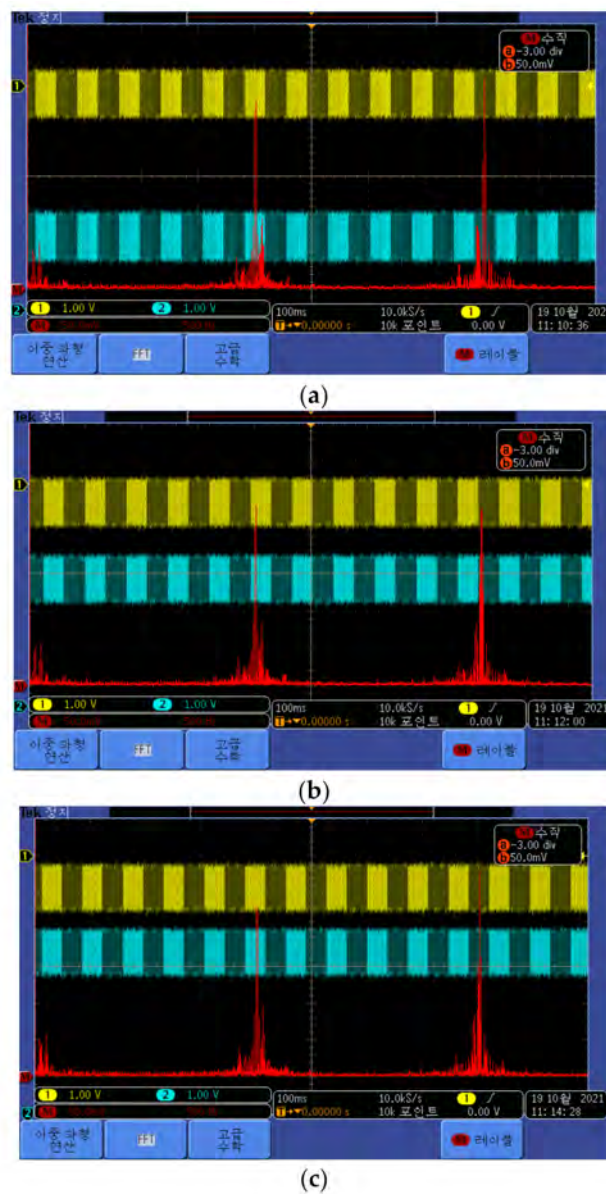 Tek 정지
M 수직
a -3.00 div
b 50.0mV
1
M
2
1 1.00 V 2 1.00 V
100ms 10.0kS/s 1 /
T→▼0.00000 s 10k 포인트 0.00 V
19 10월 202
11:10:36
이중 파형 연산
FFT
고급 수학
M 레이블
(a)
Tek 정지
M 수직
a -3.00 div
b 50.0mV
1
M
2
1 1.00 V 2 1.00 V
100ms 10.0kS/s 1 /
T→▼0.00000 s 10k 포인트 0.00 V
19 10월 2021
11:12:00
이중 파형 연산
FFT
고급 수학
M 레이블
(b)
Tek 정지
M 수직
a -3.00 div
b 50.0mV
1
M
2
1 1.00 V 2 1.00 V
100ms 10.0kS/s 1 /
T→▼0.00000 s 10k 포인트 0.00 V
19 10월 2021
11:14:28
이중 파형 연산
FFT
고급 수학
M 레이블
(c)